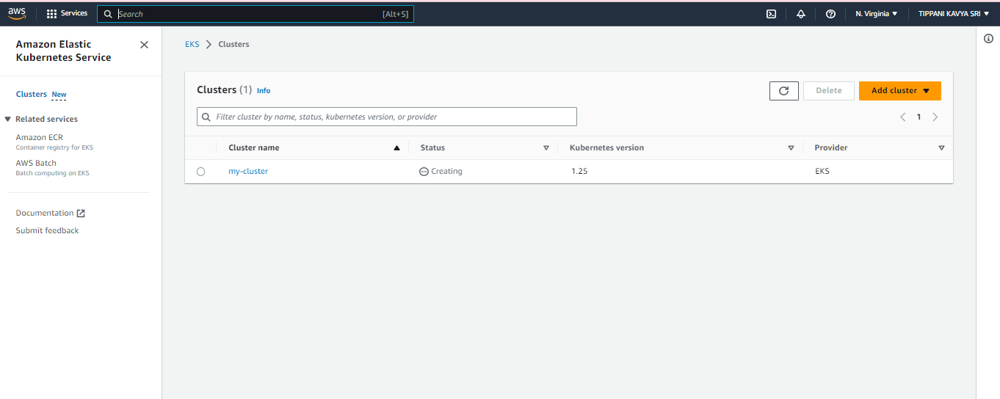 aws Services Search [Alt+S] N. Virginia TIPPANI KAVYA SRI
Amazon Elastic
Kubernetes Service
Clusters New
Related services
Amazon ECR
Container registry for EKS
AWS Batch
Batch computing on EKS
Documentation
Submit feedback
EKS Clusters
Clusters (1) Info Delete Add cluster
Filter cluster by name, status, kubernetes version, or provider 1
Cluster name Status Kubernetes version Provider
my-cluster Creating 1.25 EKS